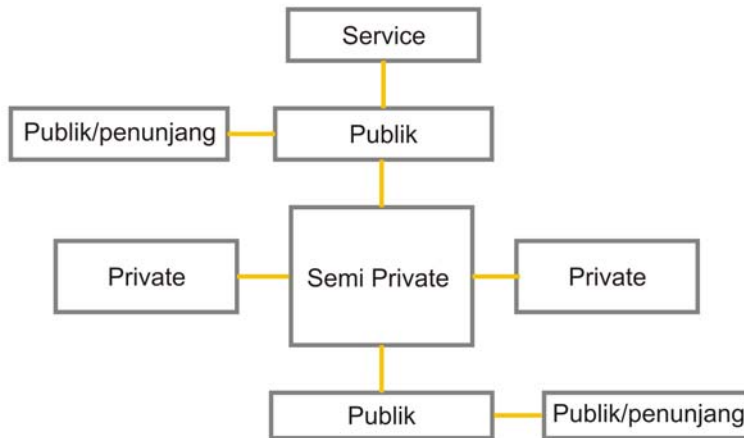 Service
Publik/penunjang
Publik
Private
Semi Private
Private
Publik
Publik/penunjang